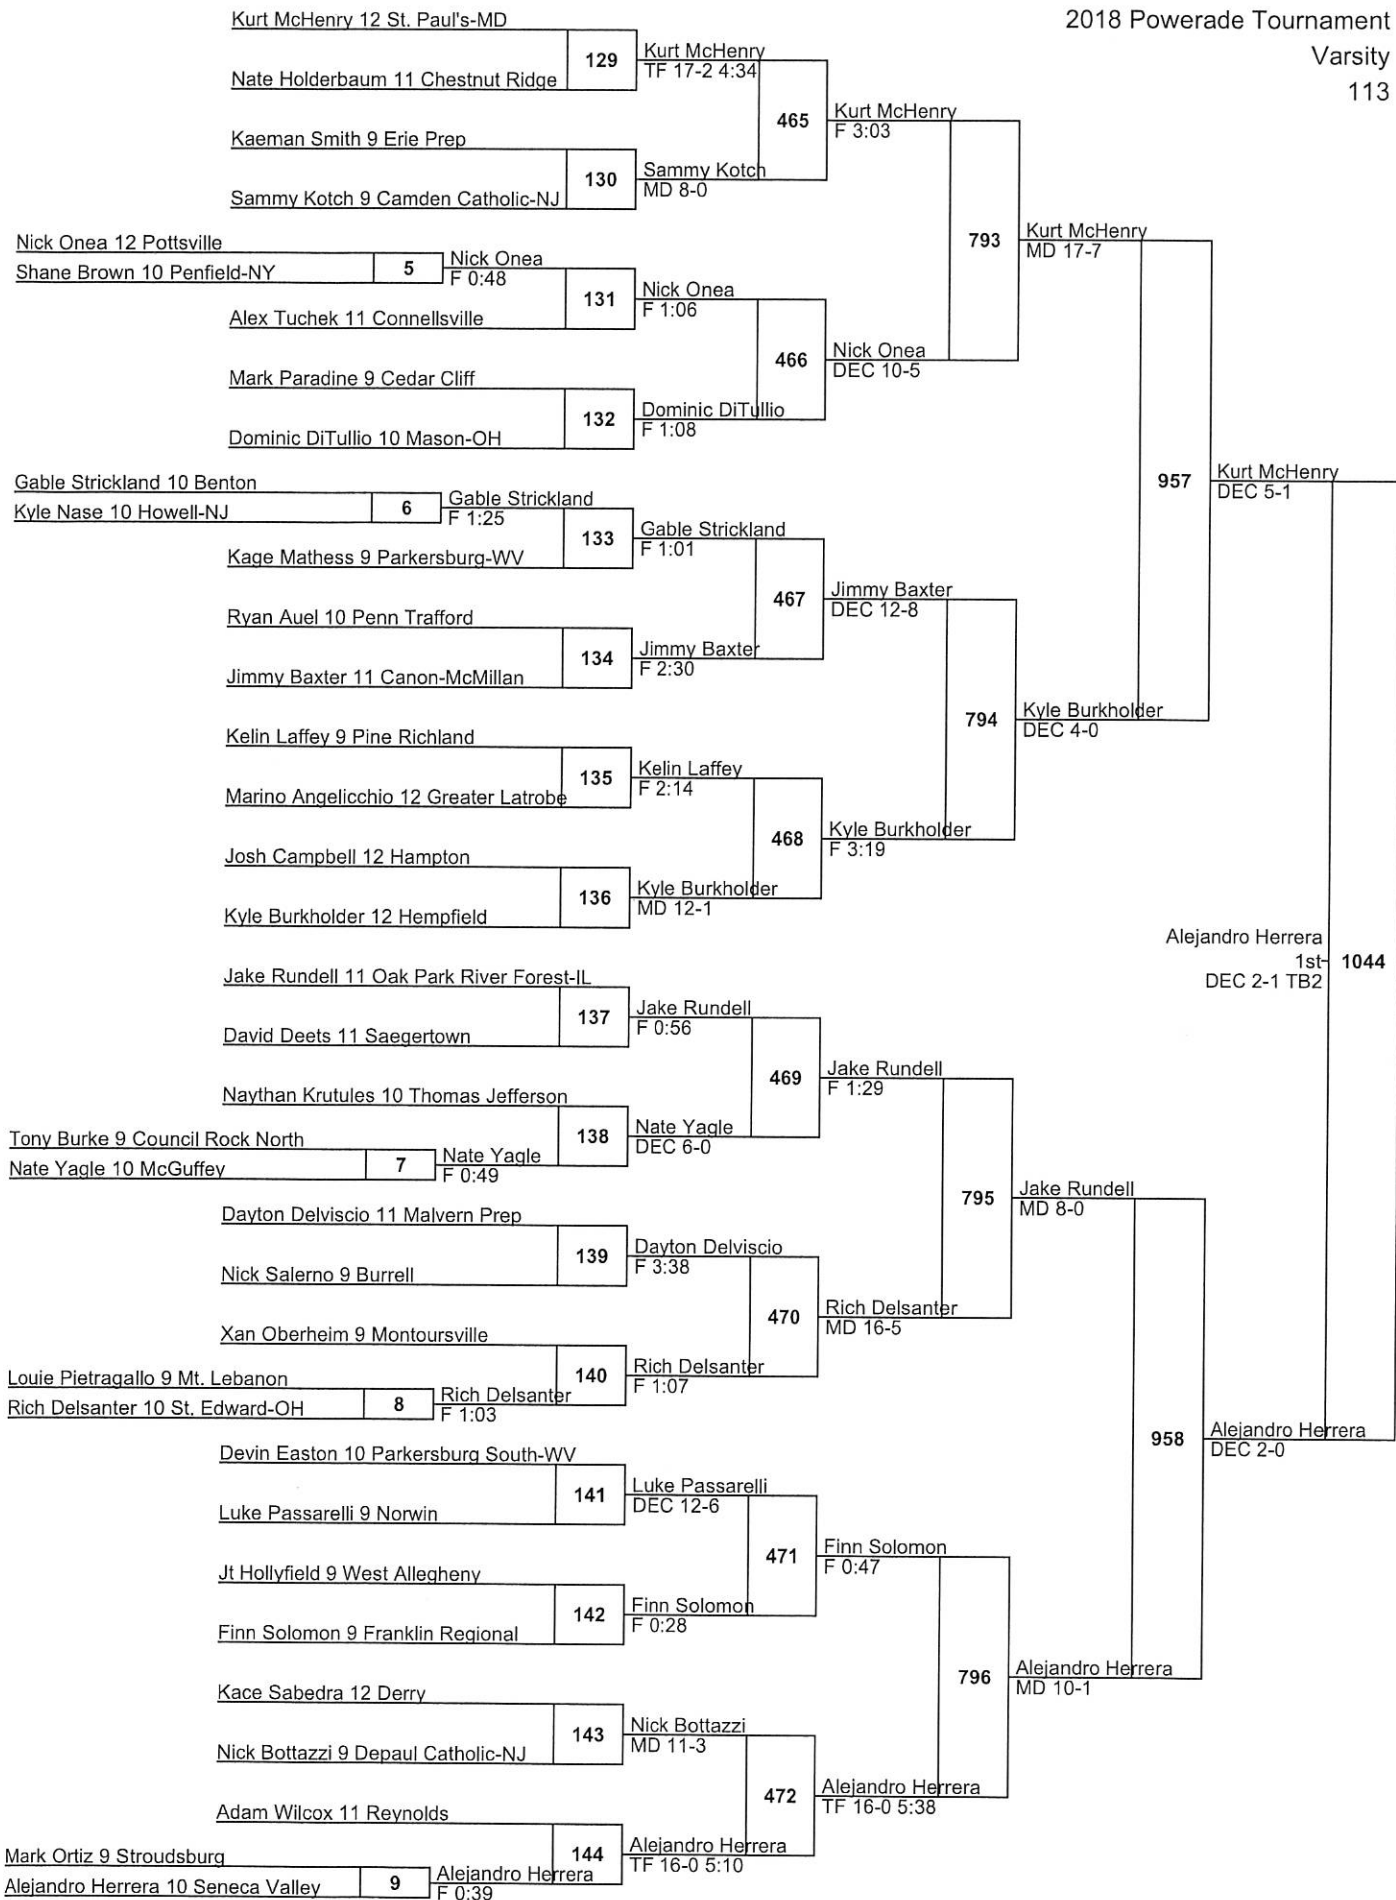 2018 Powerade Tournament
Varsity
113
Kurt McHenry 12 St. Paul's-MD
129
Kurt McHenry
TF 17-2 4:34
Nate Holderbaum 11 Chestnut Ridge
465
Kurt McHenry
F 3:03
Kaeman Smith 9 Erie Prep
130
Sammy Kotch
MD 8-0
Sammy Kotch 9 Camden Catholic-NJ
793
Kurt McHenry
MD 17-7
Nick Onea 12 Pottsville
5
Nick Onea
F 0:48
Shane Brown 10 Penfield-NY
131
Nick Onea
F 1:06
Alex Tuchek 11 Connellsville
466
Nick Onea
DEC 10-5
Mark Paradine 9 Cedar Cliff
132
Dominic DiTullio
F 1:08
Dominic DiTullio 10 Mason-OH
957
Kurt McHenry
DEC 5-1
Gable Strickland 10 Benton
6
Gable Strickland
F 1:25
Kyle Nase 10 Howell-NJ
133
Gable Strickland
F 1:01
Kage Mathess 9 Parkersburg-WV
467
Jimmy Baxter
DEC 12-8
Ryan Auel 10 Penn Trafford
134
Jimmy Baxter
F 2:30
Jimmy Baxter 11 Canon-McMillan
794
Kyle Burkholder
DEC 4-0
Kelin Laffey 9 Pine Richland
135
Kelin Laffey
F 2:14
Marino Angelicchio 12 Greater Latrobe
468
Kyle Burkholder
F 3:19
Josh Campbell 12 Hampton
136
Kyle Burkholder
MD 12-1
Kyle Burkholder 12 Hempfield
Alejandro Herrera
1st
DEC 2-1 TB2
1044
Jake Rundell 11 Oak Park River Forest-IL
137
Jake Rundell
F 0:56
David Deets 11 Saegertown
469
Jake Rundell
F 1:29
Naythan Krutules 10 Thomas Jefferson
138
Nate Yagle
DEC 6-0
Tony Burke 9 Council Rock North
7
Nate Yagle
F 0:49
Nate Yagle 10 McGuffey
795
Jake Rundell
MD 8-0
Dayton Delviscio 11 Malvern Prep
139
Dayton Delviscio
F 3:38
Nick Salerno 9 Burrell
470
Rich Delsanter
MD 16-5
Xan Oberheim 9 Montoursville
140
Rich Delsanter
F 1:07
Louie Pietragallo 9 Mt. Lebanon
8
Rich Delsanter
F 1:03
Rich Delsanter 10 St. Edward-OH
958
Alejandro Herrera
DEC 2-0
Devin Easton 10 Parkersburg South-WV
141
Luke Passarelli
DEC 12-6
Luke Passarelli 9 Norwin
471
Finn Solomon
F 0:47
Jt Hollyfield 9 West Allegheny
142
Finn Solomon
F 0:28
Finn Solomon 9 Franklin Regional
796
Alejandro Herrera
MD 10-1
Kace Sabedra 12 Derry
143
Nick Bottazzi
MD 11-3
Nick Bottazzi 9 Depaul Catholic-NJ
472
Alejandro Herrera
TF 16-0 5:38
Adam Wilcox 11 Reynolds
144
Alejandro Herrera
TF 16-0 5:10
Mark Ortiz 9 Stroudsburg
9
Alejandro Herrera
F 0:39
Alejandro Herrera 10 Seneca Valley